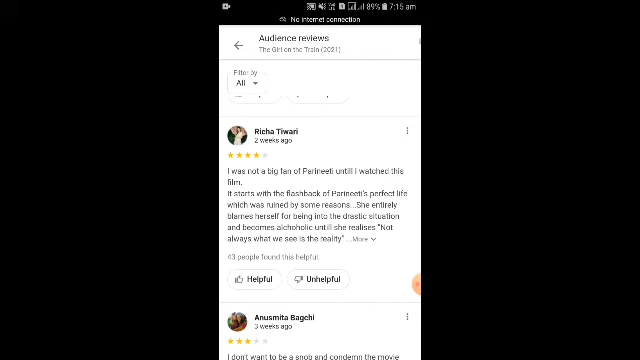 89% 7:15 am
No internet connection
Audience reviews
The Girl on the Train (2021)
Filter by
All
Richa Tiwari
2 weeks ago
I was not a big fan of Parineeti untill I watched this
film.
It starts with the flashback of Parineeti's perfect life
which was ruined by some reasons...She entirely
blames herself for being into the drastic situation
and becomes alchoholic untill she realises "Not
always what we see is the reality" ...More
43 people found this helpful
Helpful Unhelpful
Anusmita Bagchi
3 weeks ago
I don't want to be a snob and condemn the movie